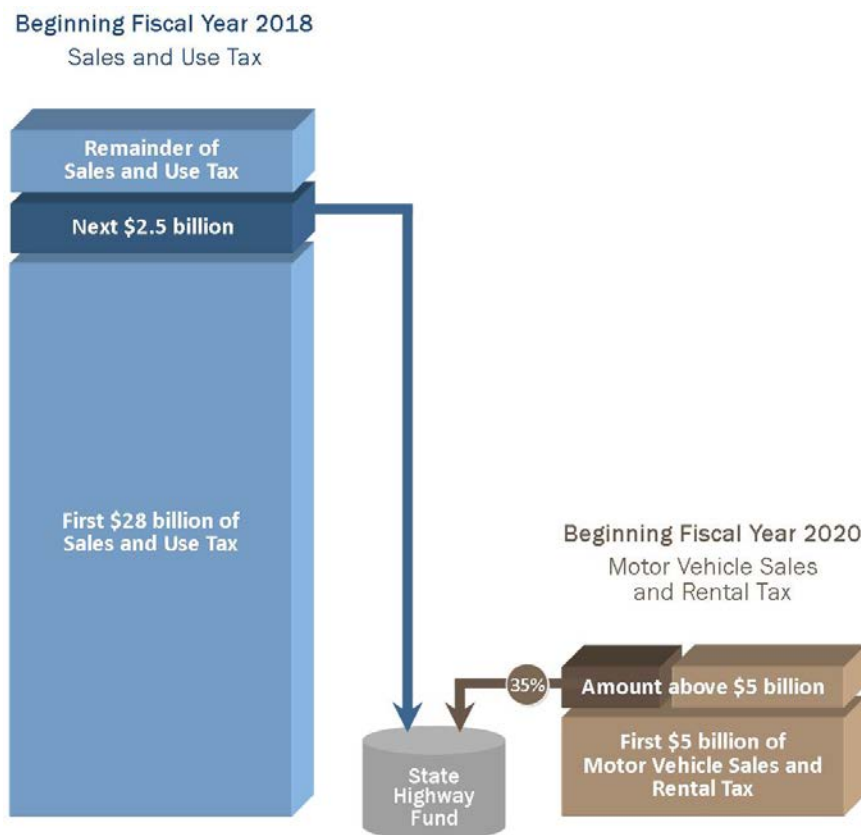 Beginning Fiscal Year 2018
Sales and Use Tax
Remainder of
Sales and Use Tax
Next $2.5 billion
First $28 billion of
Sales and Use Tax
Beginning Fiscal Year 2020
Motor Vehicle Sales
and Rental Tax
35%
Amount above $5 billion
First $5 billion of
Motor Vehicle Sales and
Rental Tax
State
Highway
Fund